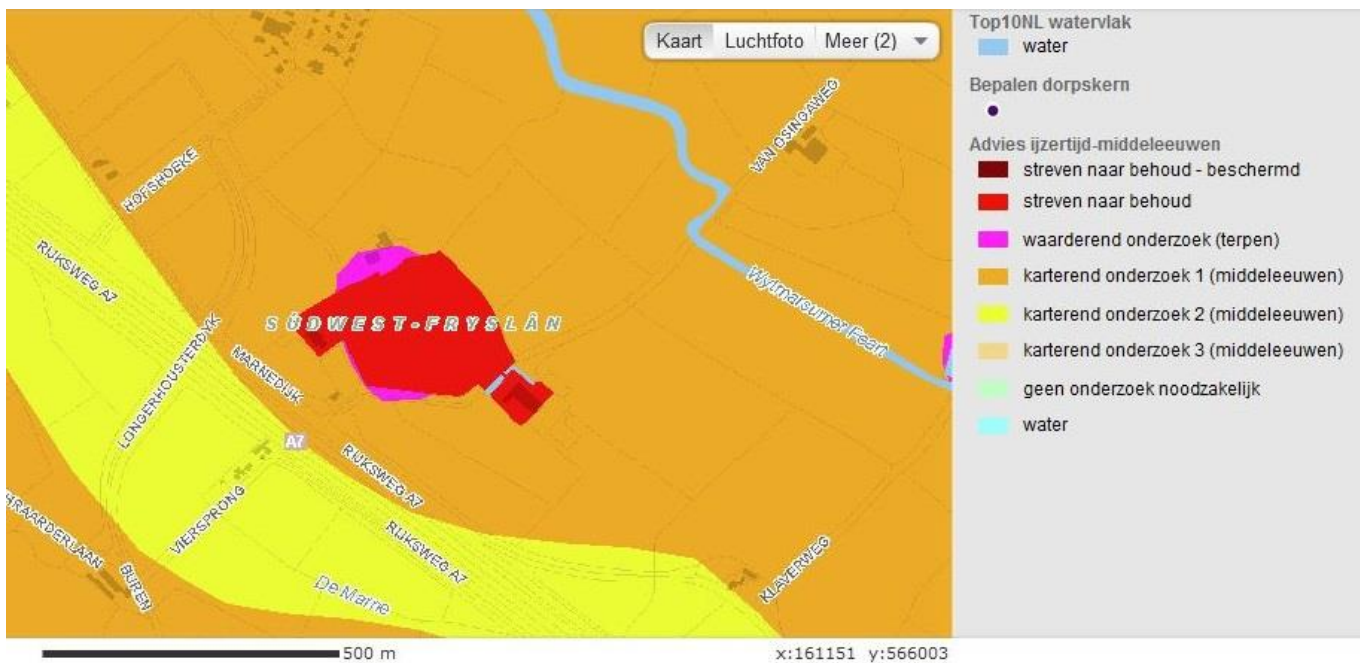 Kaart Luchtfoto Meer (2)
VAN OSINGAWEG
HOFSHOEKE
RIJKSWEG A7
SÚDWEST-FRYSLÂN
Wytmarsumer Feart
LONGERHOUSTERDYK
MARNEDIJK
A7
RIJKSWEG A7
VIERSPRONG
RIJKSWEG A7
HRAARDERLAAN
BUREN
De Marne
KLAVERWEG
500 m
x:161151 y:566003
Top10NL watervlak
water
Bepalen dorpskern
Advies ijzertijd-middeleeuwen
streven naar behoud - beschermd
streven naar behoud
waarderend onderzoek (terpen)
karterend onderzoek 1 (middeleeuwen)
karterend onderzoek 2 (middeleeuwen)
karterend onderzoek 3 (middeleeuwen)
geen onderzoek noodzakelijk
water